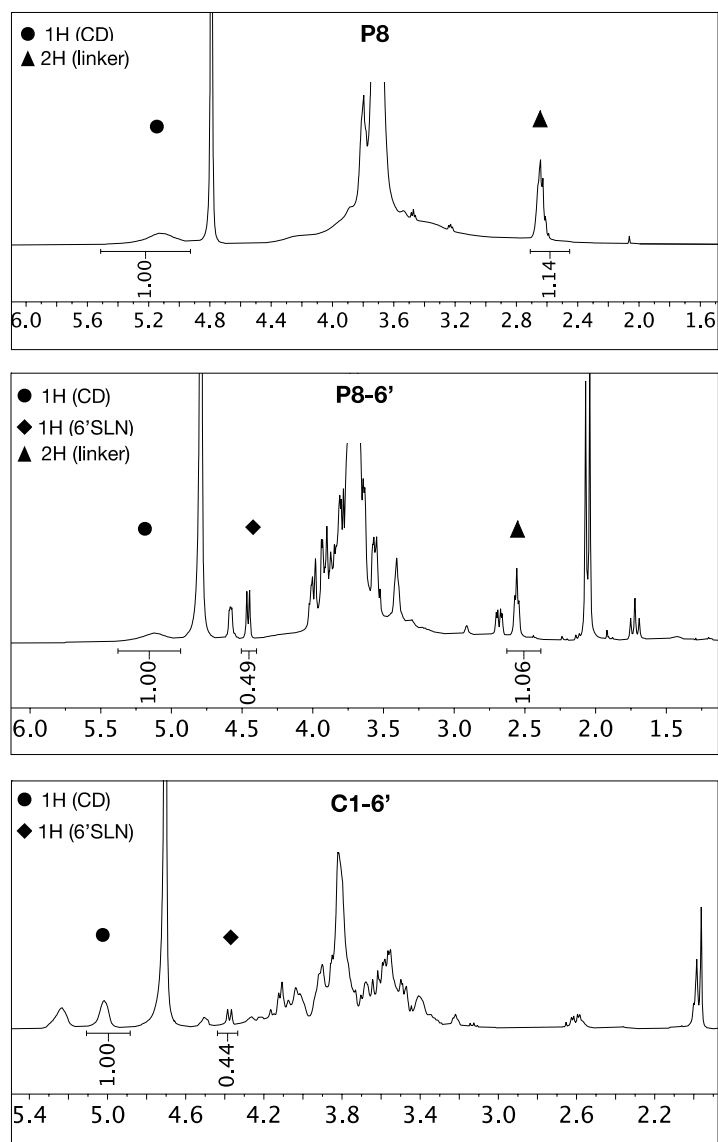 ● 1H (CD)
P8
▲ 2H (linker)
1.00
1.14
6.0 5.6 5.2 4.8 4.4 4.0 3.6 3.2 2.8 2.4 2.0 1.6
● 1H (CD)
P8-6'
◆ 1H (6'SLN)
▲ 2H (linker)
1.00
0.49
1.06
6.0 5.5 5.0 4.5 4.0 3.5 3.0 2.5 2.0 1.5
● 1H (CD)
C1-6'
◆ 1H (6'SLN)
1.00
0.44
5.4 5.0 4.6 4.2 3.8 3.4 3.0 2.6 2.2